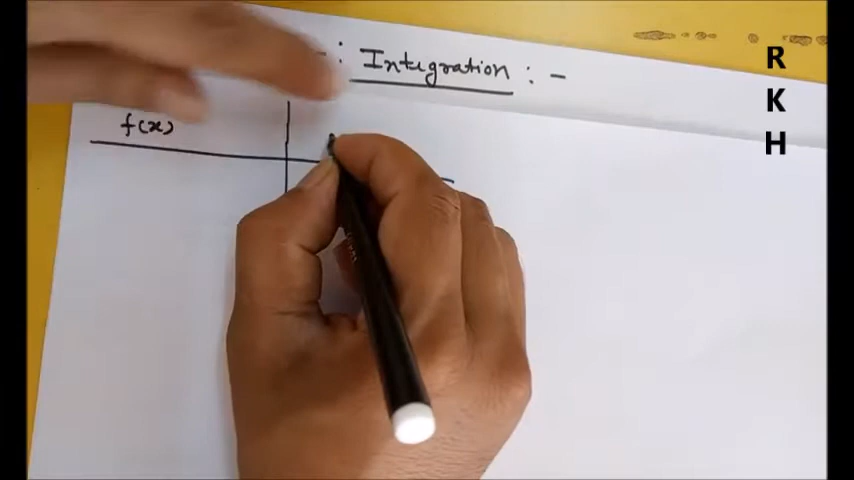 : Integration : -
f(x)
R
K
H